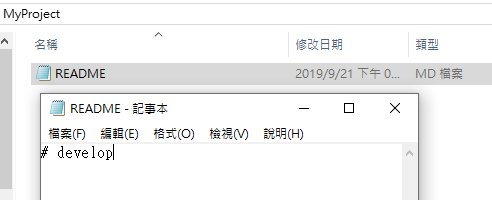 MyProject
名稱 修改日期 類型
README 2019/9/21 下午 0... MD 檔案
README - 記事本
檔案(F) 編輯(E) 格式(O) 檢視(V) 說明(H)
# develop